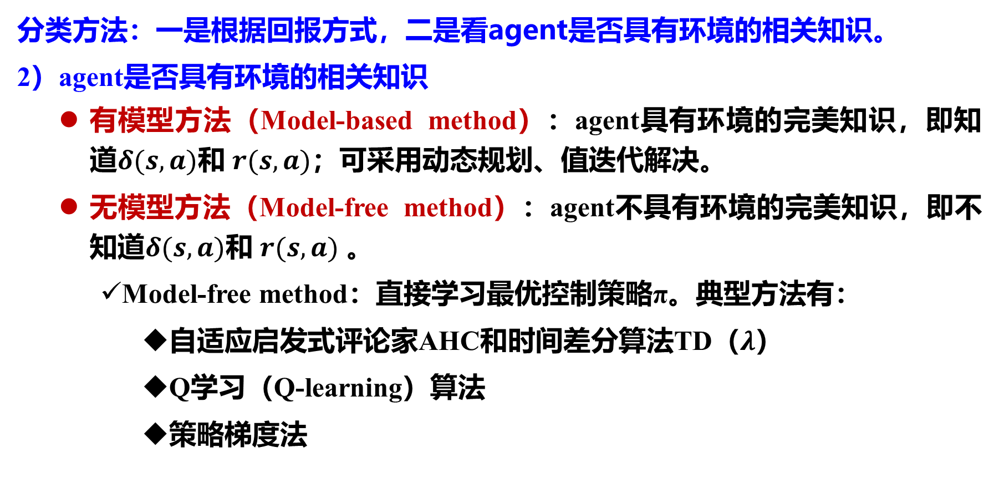 分类方法：一是根据回报方式，二是看agent是否具有环境的相关知识。
2）agent是否具有环境的相关知识
● 有模型方法（Model-based method）：agent具有环境的完美知识，即知
道δ(s,a)和 r(s,a)；可采用动态规划、值迭代解决。
● 无模型方法（Model-free method）：agent不具有环境的完美知识，即不
知道δ(s,a)和 r(s,a) 。
✓Model-free method：直接学习最优控制策略π。典型方法有：
◆自适应启发式评论家AHC和时间差分算法TD（λ）
◆Q学习（Q-learning）算法
◆策略梯度法